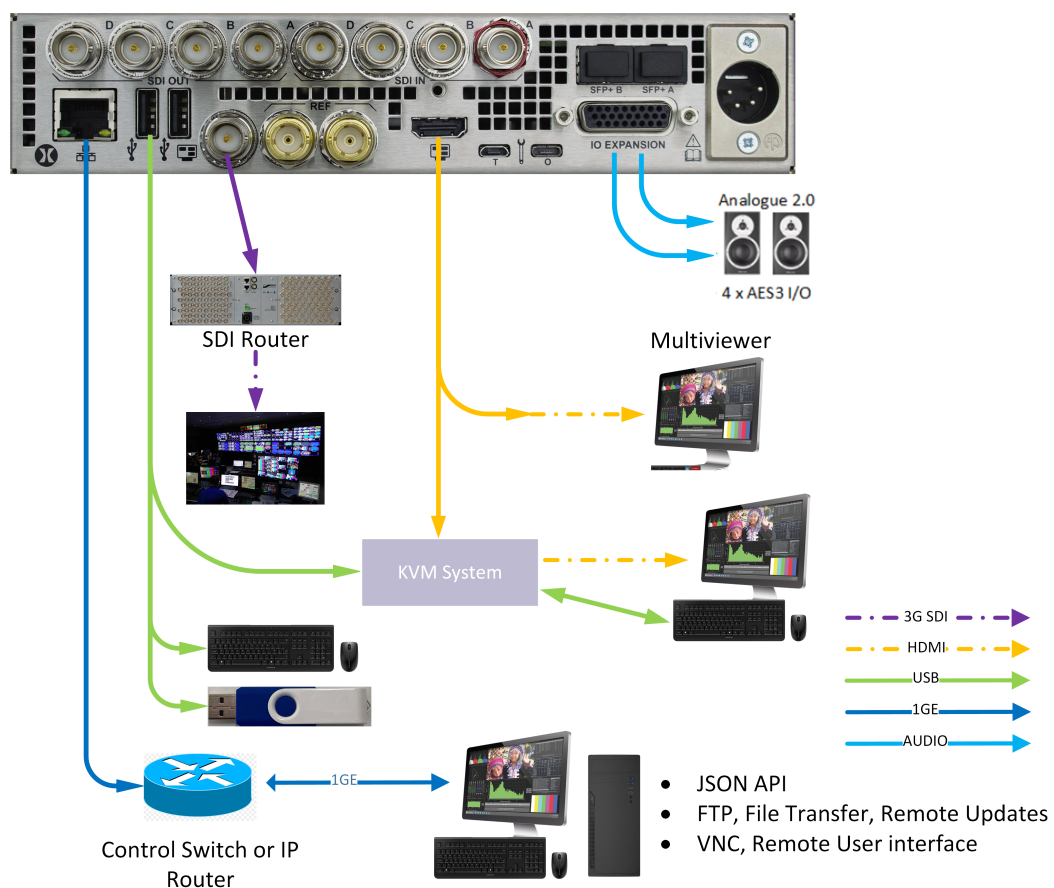 D C B A D C B A
SDI OUT SDI IN
REF
SFP+ B SFP+ A
T O
IO EXPANSION
Analogue 2.0
4 x AES3 I/O
SDI Router
Multiviewer
KVM System
3G SDI
HDMI
USB
1GE
AUDIO
1GE
Control Switch or IP
Router
• JSON API
• FTP, File Transfer, Remote Updates
• VNC, Remote User interface